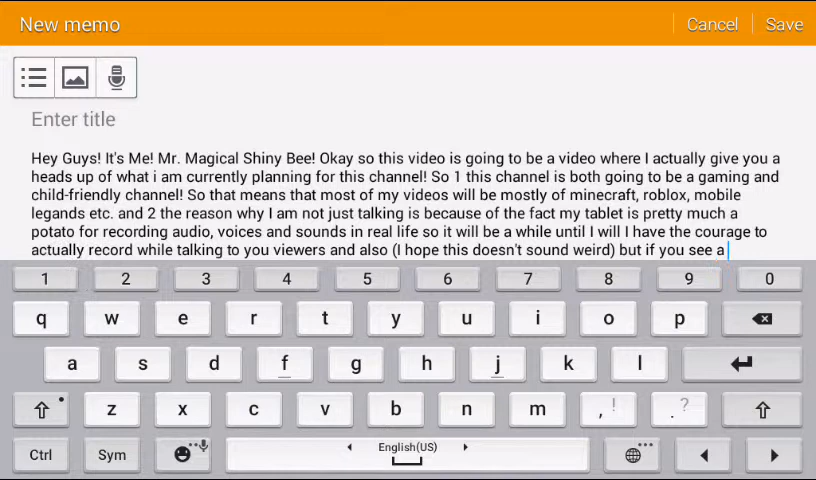 New memo Cancel Save
Enter title
Hey Guys! It's Me! Mr. Magical Shiny Bee! Okay so this video is going to be a video where I actually give you a
heads up of what i am currently planning for this channel! So 1 this channel is both going to be a gaming and
child-friendly channel! So that means that most of my videos will be mostly of minecraft, roblox, mobile
legands etc. and 2 the reason why I am not just talking is because of the fact my tablet is pretty much a
potato for recording audio, voices and sounds in real life so it will be a while until I will I have the courage to
actually record while talking to you viewers and also (I hope this doesn't sound weird) but if you see a
1 2 3 4 5 6 7 8 9 0
q w e r t y u i o p
a s d f g h j k l
z x c v b n m , ! . ?
Ctrl Sym English(US)